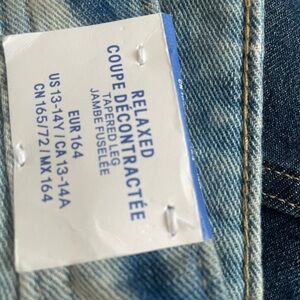 RELAXED
COUPE DÉCONTRACTÉE
TAPERED LEG
JAMBE FUSELÉE
EUR 164
US 13-14Y / CA 13-14A
CN 165/72 / MX 164